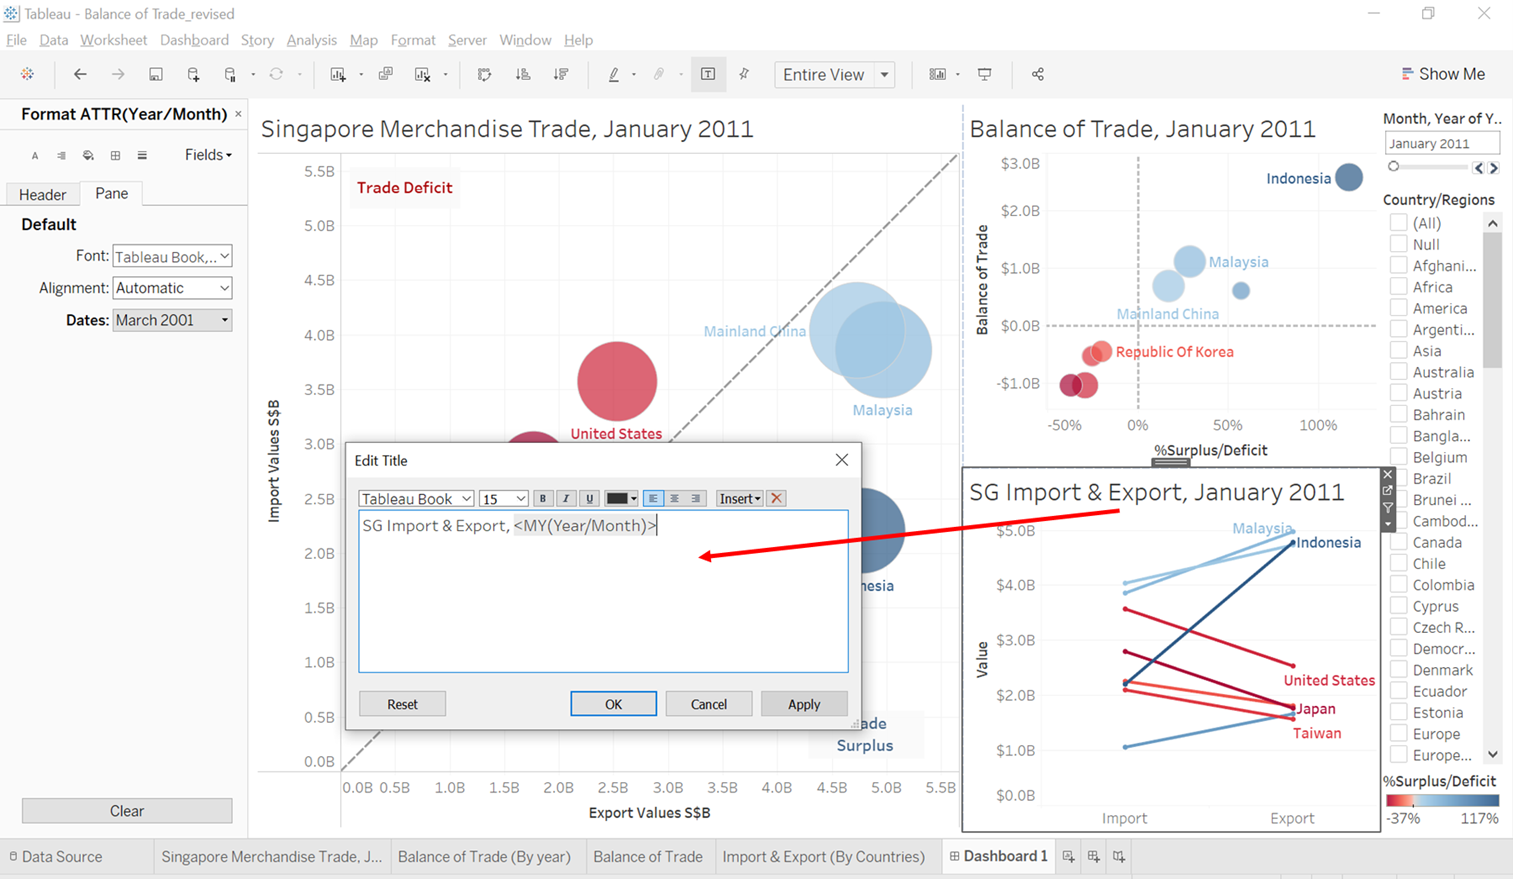 Tableau - Balance of Trade_revised
File Data Worksheet Dashboard Story Analysis Map Format Server Window Help
Entire View
Show Me
Format ATTR(Year/Month) ×
Fields
Header Pane
Default
Font: Tableau Book,...
Alignment: Automatic
Dates: March 2001
Clear
Singapore Merchandise Trade, January 2011
Import Values S$B
5.5B
5.0B
4.5B
4.0B
3.5B
3.0B
2.5B
2.0B
1.5B
1.0B
0.5B
0.0B
Trade Deficit
Mainland China
Malaysia
United States
nesia
ade
Surplus
0.0B 0.5B 1.0B 1.5B 2.0B 2.5B 3.0B 3.5B 4.0B 4.5B 5.0B 5.5B
Export Values S$B
Edit Title
Tableau Book 15 B I U Insert
SG Import & Export, <MY(Year/Month)>
Reset OK Cancel Apply
Balance of Trade, January 2011
Balance of Trade
$3.0B
$2.0B
$1.0B
$0.0B
-$1.0B
Indonesia
Malaysia
Mainland China
Republic Of Korea
-50% 0% 50% 100%
%Surplus/Deficit
SG Import & Export, January 2011
Value
$5.0B
$4.0B
$3.0B
$2.0B
$1.0B
$0.0B
Malaysia
Indonesia
United States
Japan
Taiwan
Import Export
Month, Year of Y..
January 2011
Country/Regions
(All)
Null
Afghani...
Africa
America
Argenti...
Asia
Australia
Austria
Bahrain
Bangla...
Belgium
Brazil
Brunei ...
Cambod...
Canada
Chile
Colombia
Cyprus
Czech R...
Democr...
Denmark
Ecuador
Estonia
Europe
Europe...
%Surplus/Deficit
-37% 117%
Data Source Singapore Merchandise Trade, J... Balance of Trade (By year) Balance of Trade Import & Export (By Countries) Dashboard 1